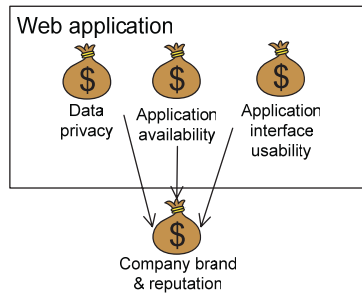 Web application
$
$
$
Data
privacy
Application
availability
Application
interface
usability
$
Company brand
& reputation